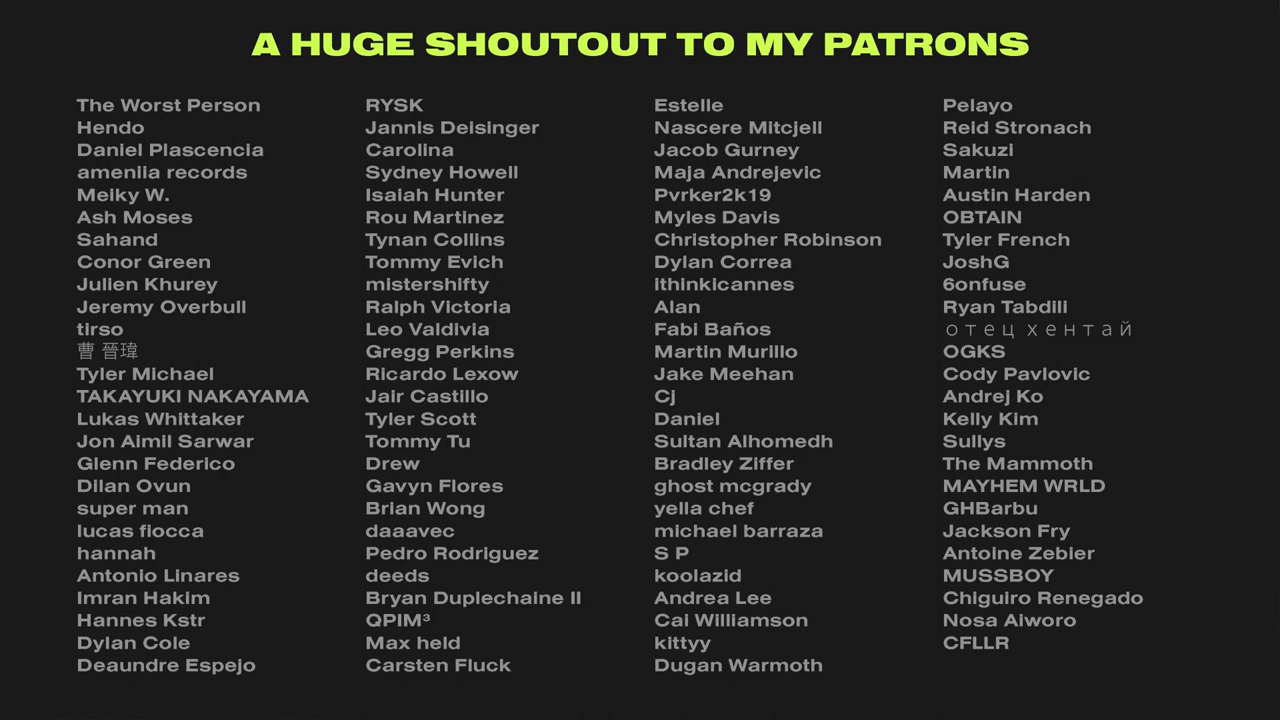 A HUGE SHOUTOUT TO MY PATRONS
The Worst Person
Hendo
Daniel Plascencia
ameniia records
Meiky W.
Ash Moses
Sahand
Conor Green
Julien Khurey
Jeremy Overbull
tirso
曹 晉瑋
Tyler Michael
TAKAYUKI NAKAYAMA
Lukas Whittaker
Jon Aimil Sarwar
Glenn Federico
Dilan Ovun
super man
lucas fiocca
hannah
Antonio Linares
Imran Hakim
Hannes Kstr
Dylan Cole
Deaundre Espejo
RYSK
Jannis Deisinger
Carolina
Sydney Howell
Isaiah Hunter
Rou Martinez
Tynan Collins
Tommy Evich
mistershifty
Ralph Victoria
Leo Valdivia
Gregg Perkins
Ricardo Lexow
Jair Castillo
Tyler Scott
Tommy Tu
Drew
Gavyn Flores
Brian Wong
daaavec
Pedro Rodriguez
deeds
Bryan Duplechaine II
QPIM³
Max held
Carsten Fluck
Estelle
Nascere Mitcjell
Jacob Gurney
Maja Andrejevic
Pvrker2k19
Myles Davis
Christopher Robinson
Dylan Correa
ithinkicannes
Alan
Fabi Baños
Martin Murillo
Jake Meehan
Cj
Daniel
Sultan Alhomedh
Bradley Ziffer
ghost mcgrady
yella chef
michael barraza
S P
koolazid
Andrea Lee
Cai Williamson
kittyy
Dugan Warmoth
Pelayo
Reid Stronach
Sakuzi
Martin
Austin Harden
OBTAIN
Tyler French
JoshG
6onfuse
Ryan Tabdili
отец хентай
OGKS
Cody Pavlovic
Andrej Ko
Kelly Kim
Sullys
The Mammoth
MAYHEM WRLD
GHBarbu
Jackson Fry
Antoine Zebler
MUSSBOY
Chiguiro Renegado
Nosa Aiworo
CFLLR